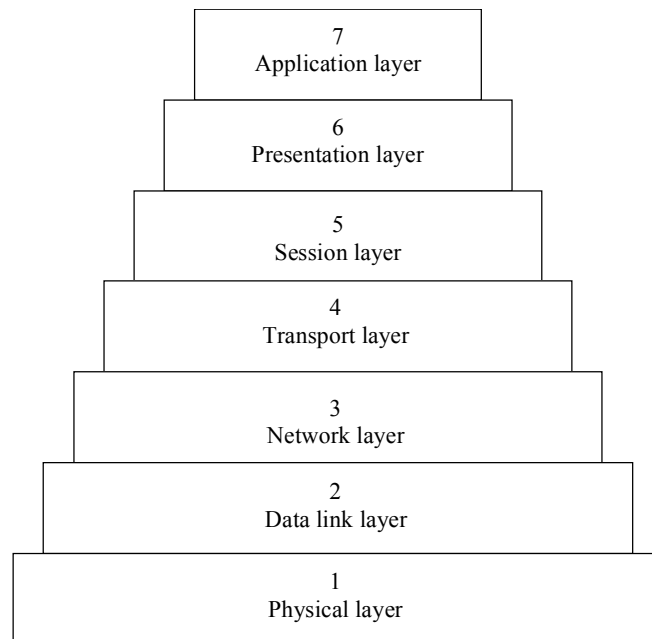 7
Application layer
6
Presentation layer
5
Session layer
4
Transport layer
3
Network layer
2
Data link layer
1
Physical layer